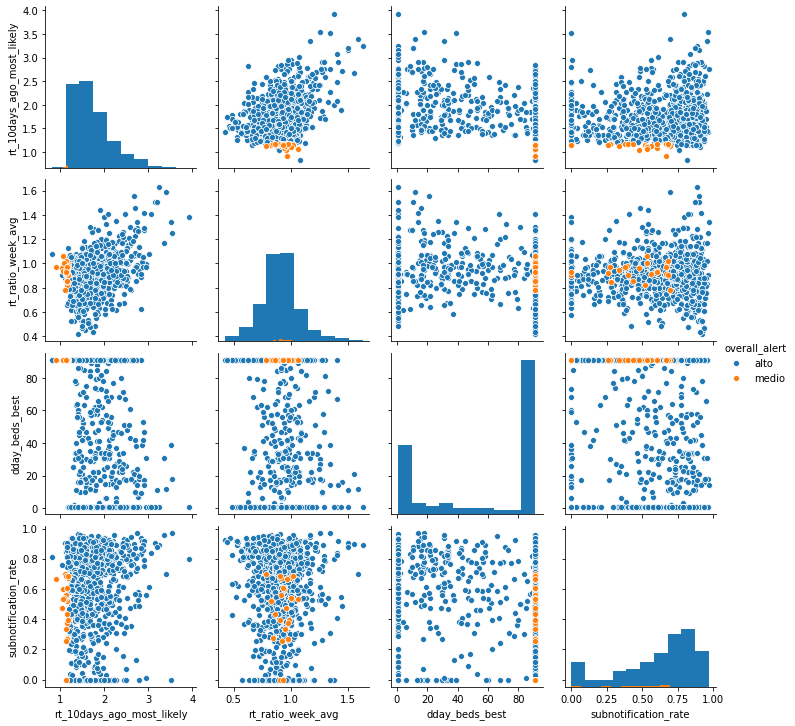 rt_10days_ago_most_likely
4.0
3.5
3.0
2.5
2.0
1.5
1.0
rt_ratio_week_avg
1.6
1.4
1.2
1.0
0.8
0.6
0.4
overall_alert
alto
medio
dday_beds_best
80
60
40
20
0
subnotification_rate
1.0
0.8
0.6
0.4
0.2
0.0
1 2 3 4
0.5 1.0 1.5
0 20 40 60 80
0.00 0.25 0.50 0.75 1.00
rt_10days_ago_most_likely
rt_ratio_week_avg
dday_beds_best
subnotification_rate